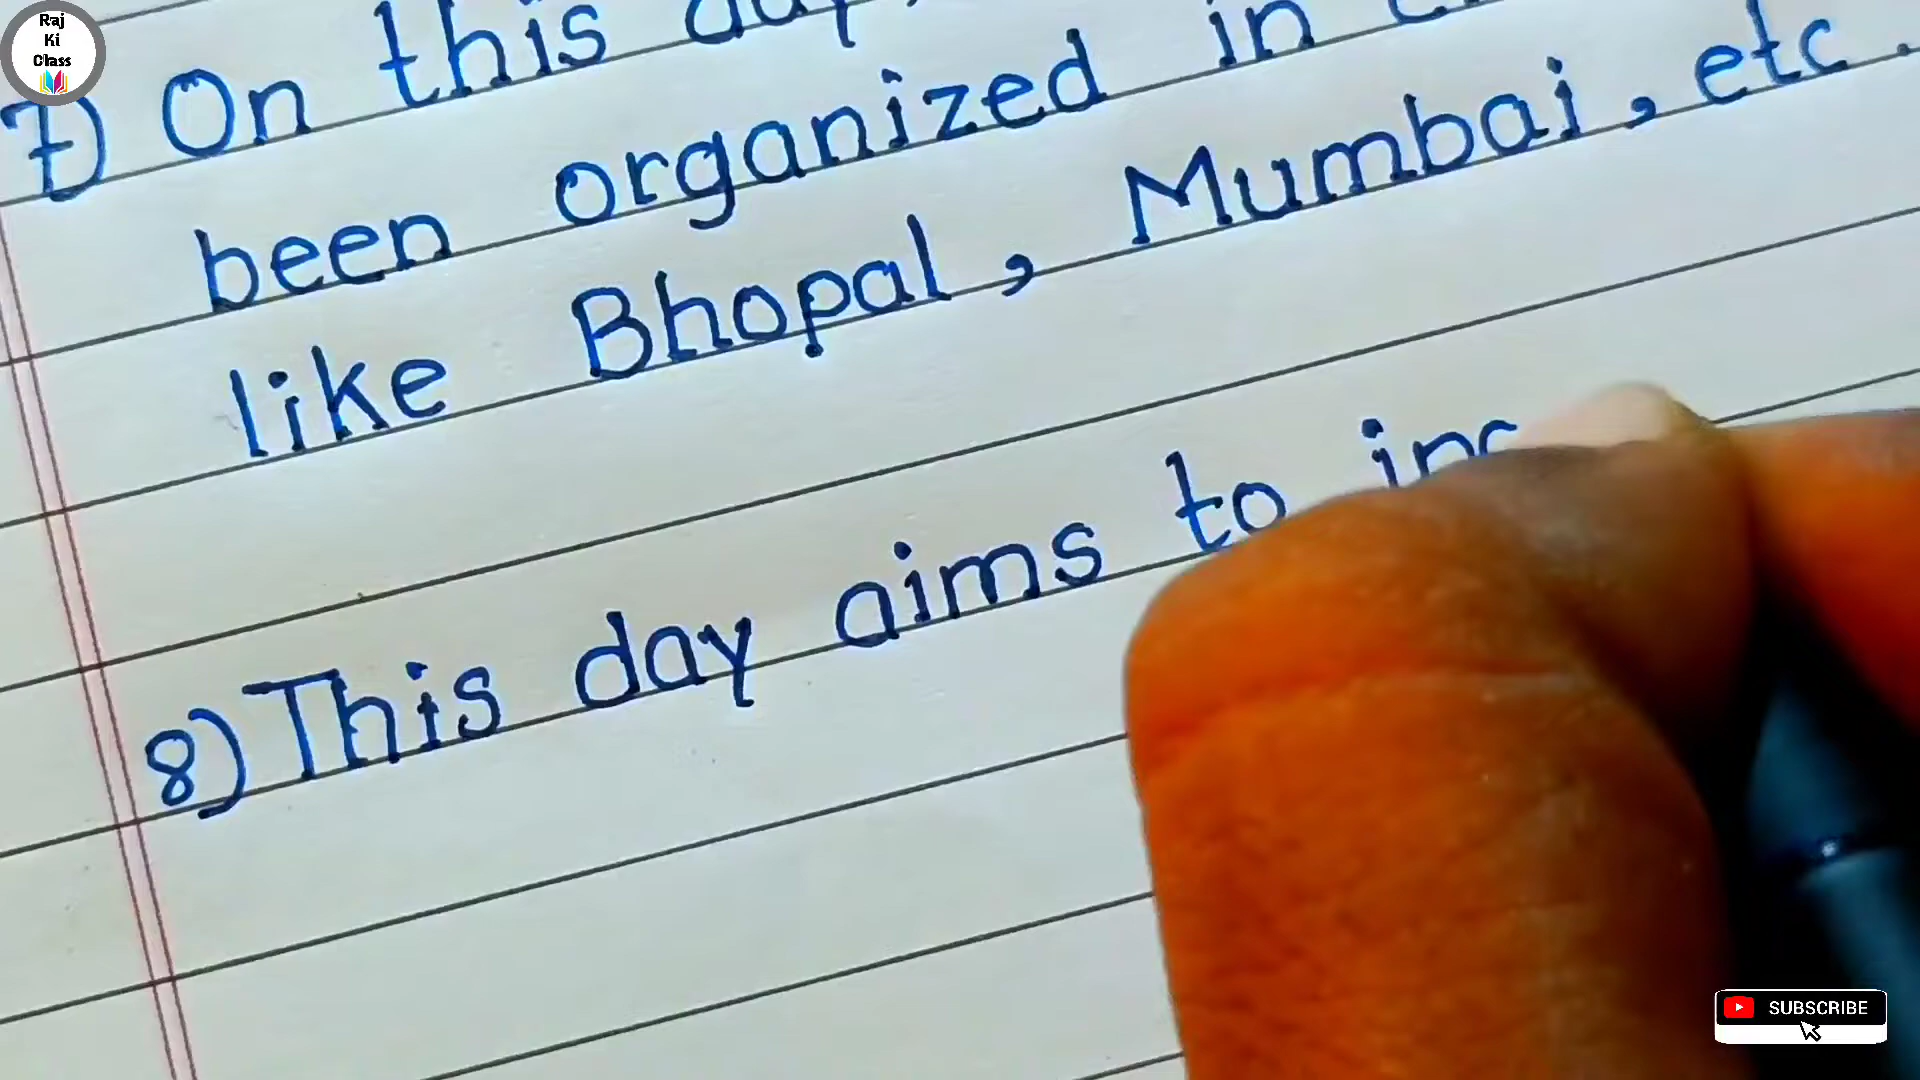 Raj
Ki
Class
7) On this day
been organized in
like Bhopal, Mumbai, etc.
8) This day aims to
SUBSCRIBE